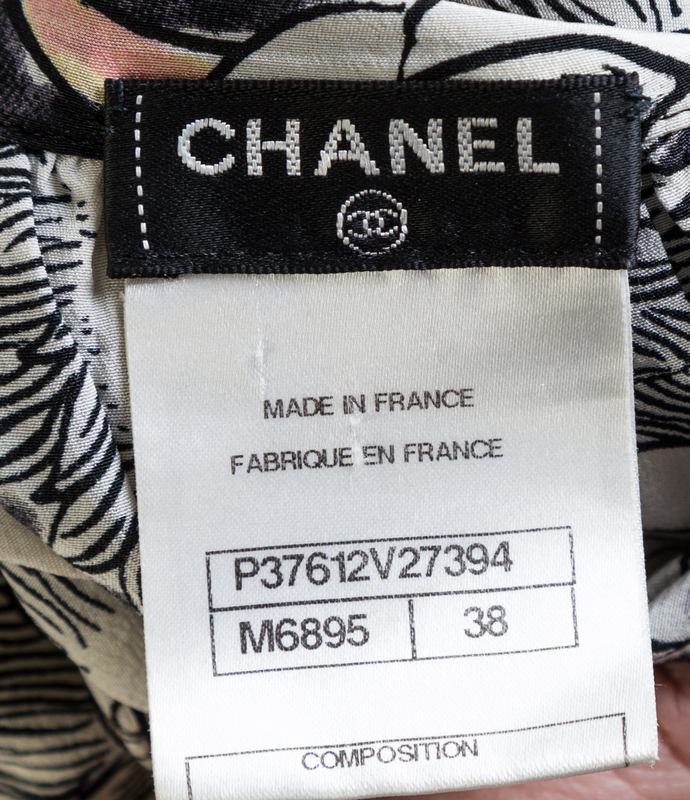 CHANEL
MADE IN FRANCE
FABRIQUE EN FRANCE
P37612V27394
M6895 38
COMPOSITION